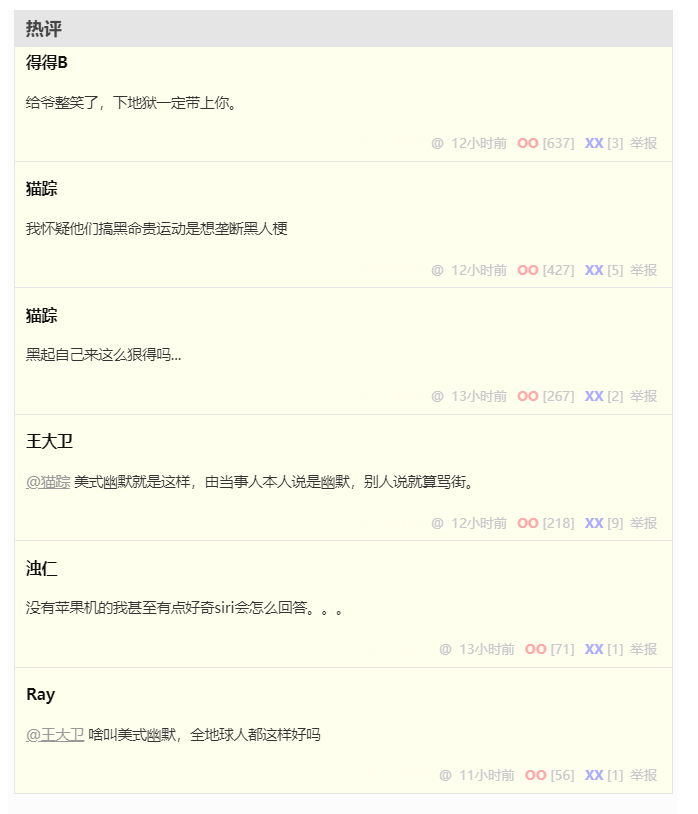 热评
得得B
给爷整笑了，下地狱一定带上你。
@ 12小时前 OO [637] XX [3] 举报
猫踪
我怀疑他们搞黑命贵运动是想垄断黑人梗
@ 12小时前 OO [427] XX [5] 举报
猫踪
黑起自己来这么狠得吗...
@ 13小时前 OO [267] XX [2] 举报
王大卫
@猫踪 美式幽默就是这样，由当事人本人说是幽默，别人说就算骂街。
@ 12小时前 OO [218] XX [9] 举报
浊仁
没有苹果机的我甚至有点好奇siri会怎么回答。。。
@ 13小时前 OO [71] XX [1] 举报
Ray
@王大卫 啥叫美式幽默，全地球人都这样好吗
@ 11小时前 OO [56] XX [1] 举报